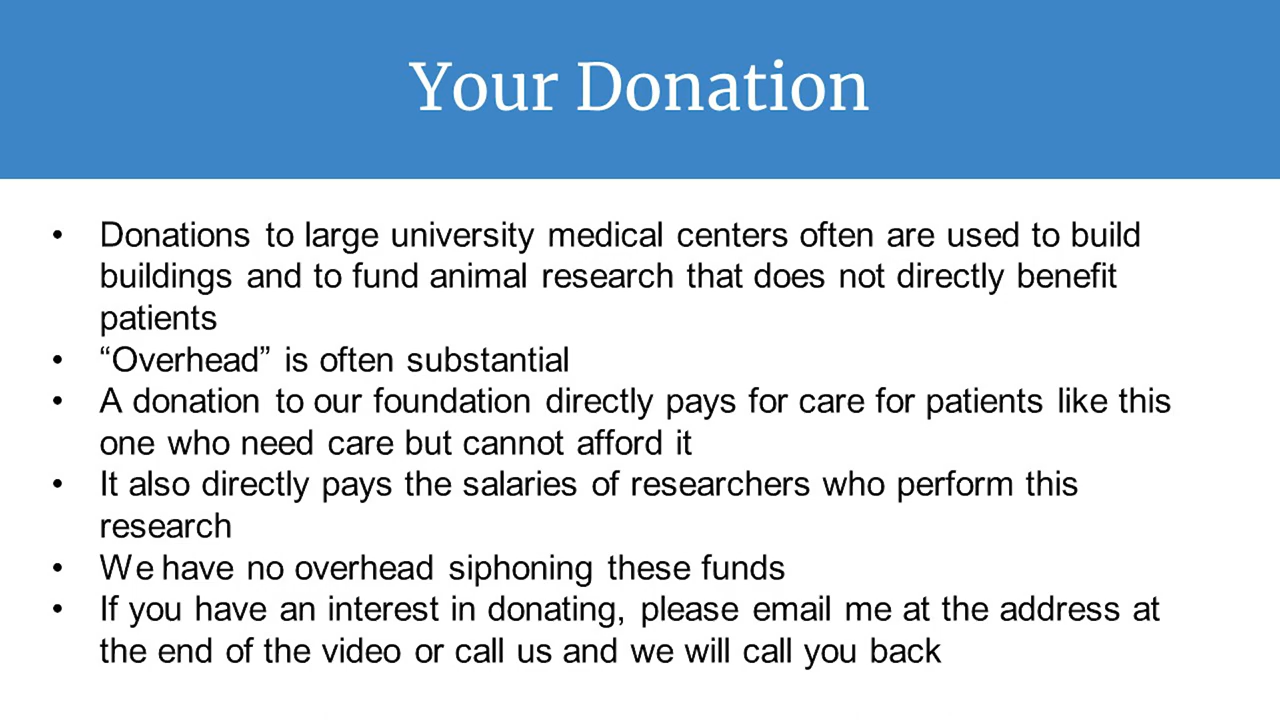 Your Donation
• Donations to large university medical centers often are used to build
buildings and to fund animal research that does not directly benefit
patients
• “Overhead” is often substantial
• A donation to our foundation directly pays for care for patients like this
one who need care but cannot afford it
• It also directly pays the salaries of researchers who perform this
research
• We have no overhead siphoning these funds
• If you have an interest in donating, please email me at the address at
the end of the video or call us and we will call you back